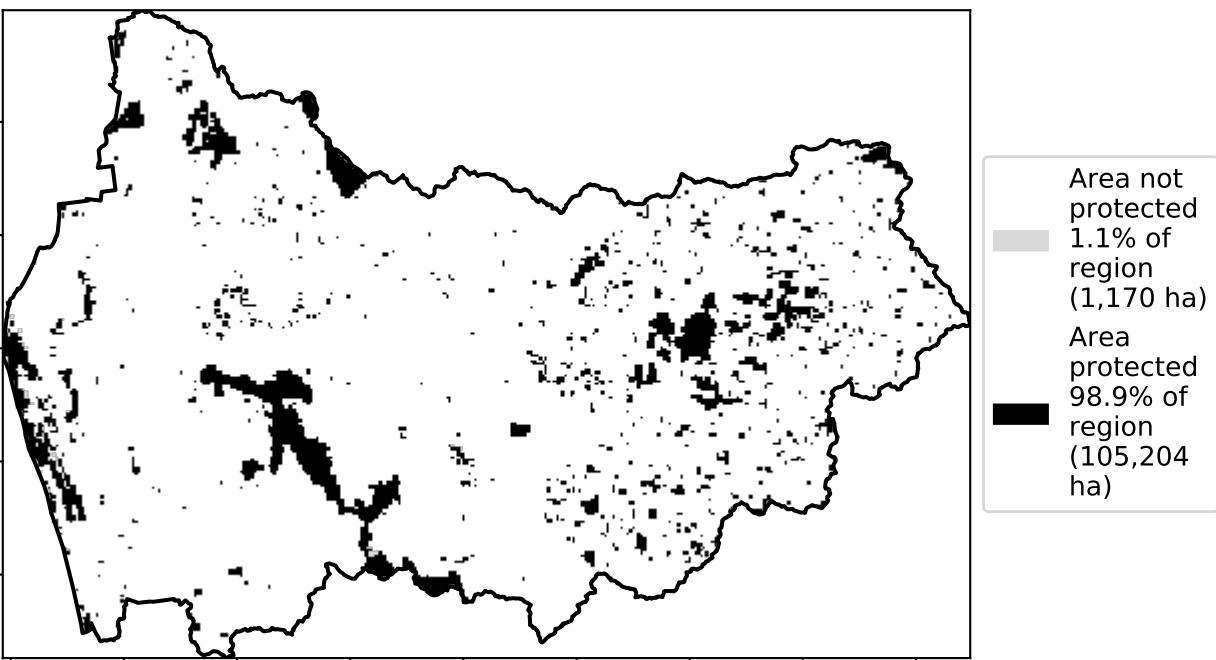 Area not
protected
1.1% of
region
(1,170 ha)
Area
protected
98.9% of
region
(105,204
ha)